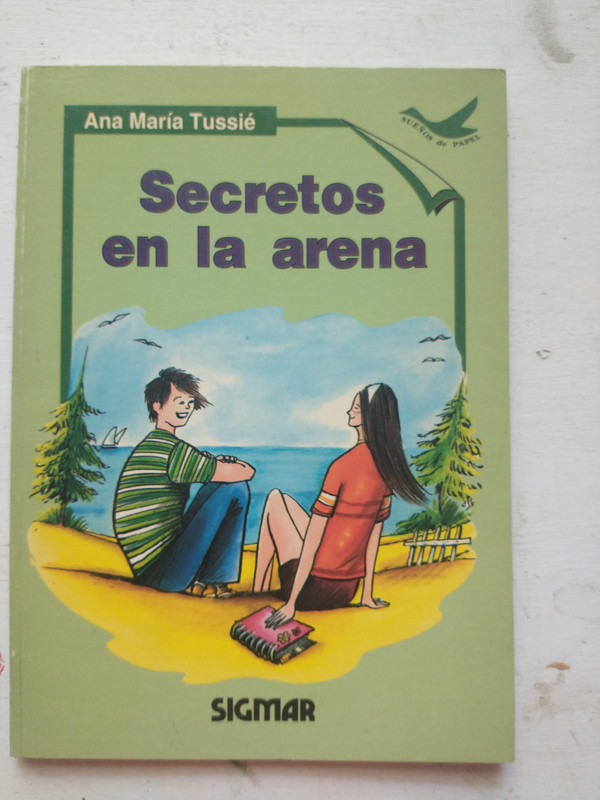 Ana María Tussié
SUEÑOS de PAPEL
Secretos
en la arena
SIGMAR